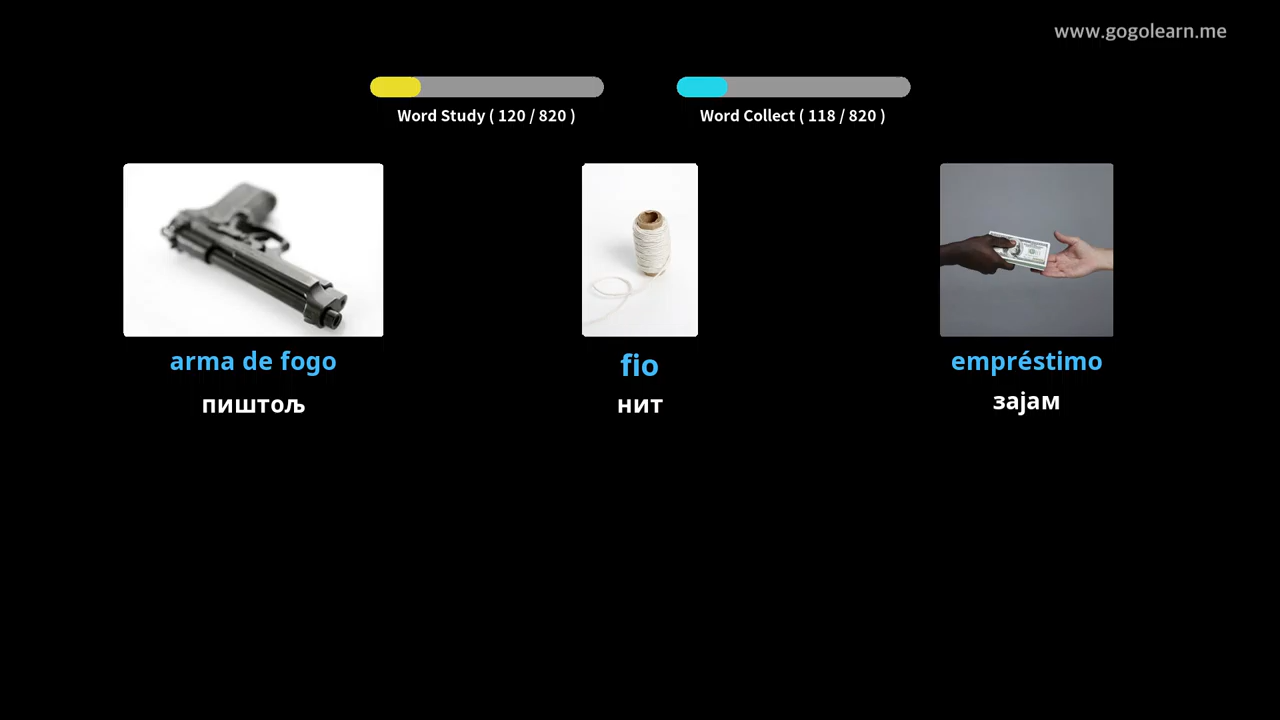 www.gogolearn.me
Word Study ( 120 / 820 )
Word Collect ( 118 / 820 )
arma de fogo
fio
empréstimo
пиштољ
нит
зајам